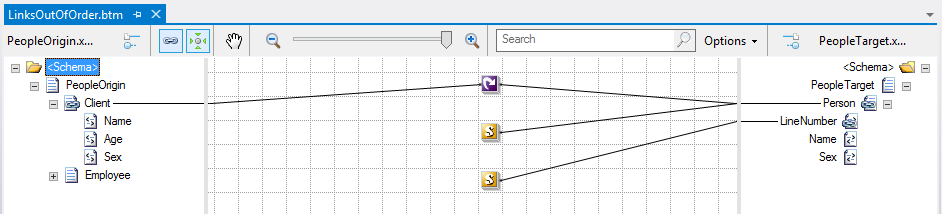 LinksOutOfOrder.btm
PeopleOrigin.x...
Search
Options
PeopleTarget.x...
<Schema>
<Schema>
PeopleOrigin
PeopleTarget
Client
Person
Name
LineNumber
Age
Name
Sex
Sex
Employee